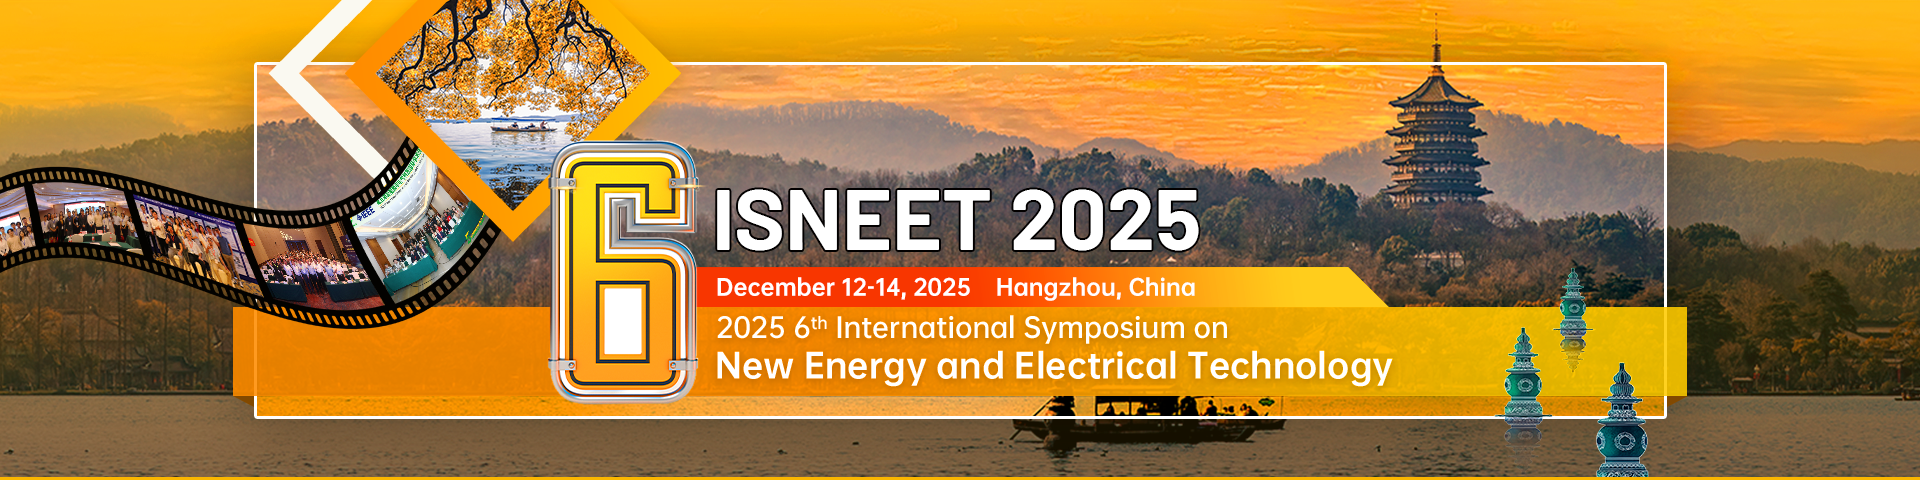 IEEE
6
ISNEET 2025
December 12-14, 2025 Hangzhou, China
2025 6th International Symposium on
New Energy and Electrical Technology